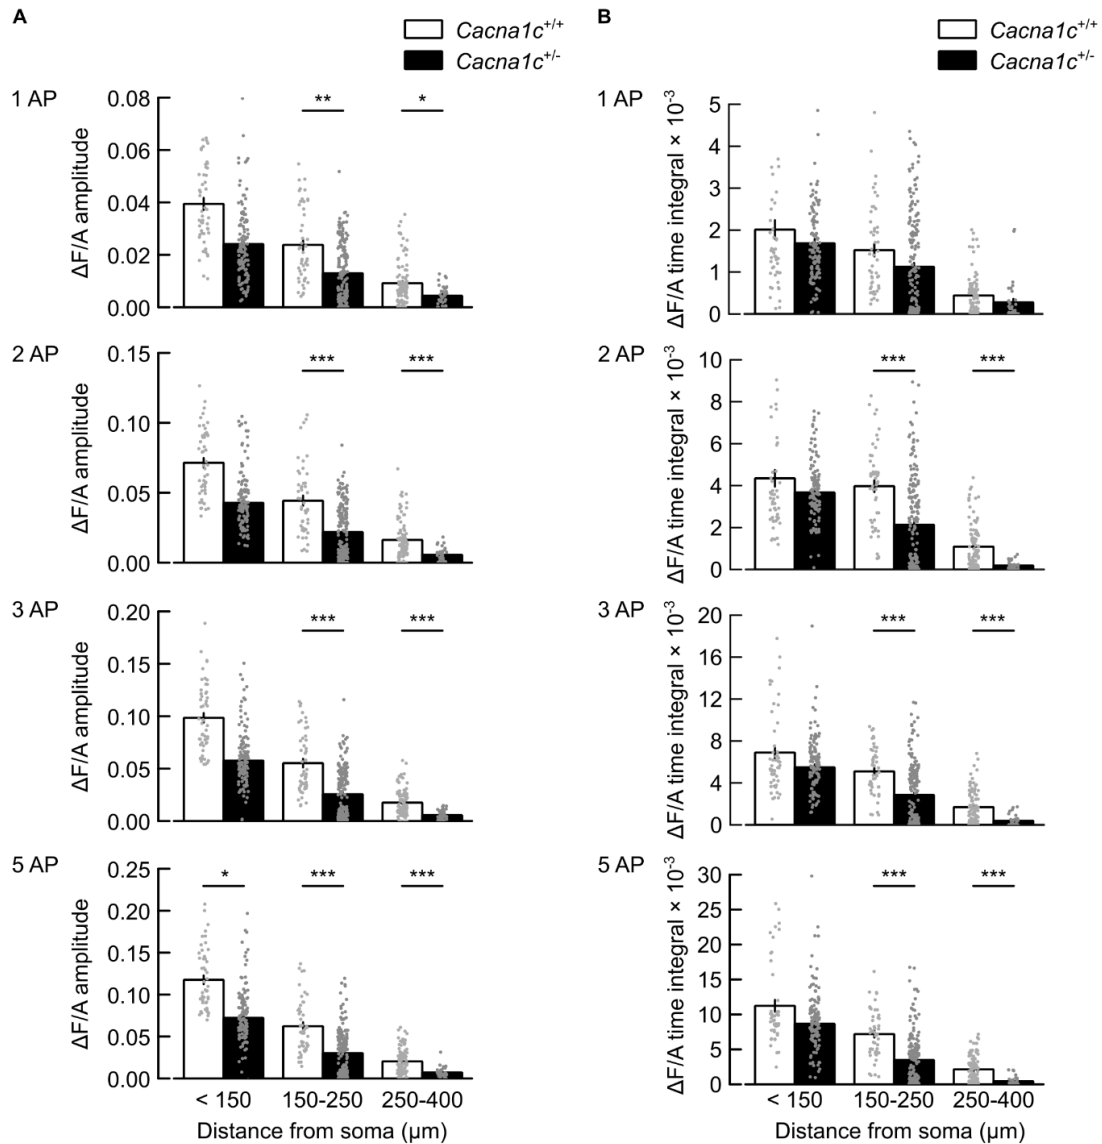 A
Cacna1c+/+
Cacna1c+/-
1 AP
ΔF/A amplitude
0.08
0.06
0.04
0.02
0.00
**
*
2 AP
ΔF/A amplitude
0.15
0.10
0.05
0.00
***
***
3 AP
ΔF/A amplitude
0.20
0.15
0.10
0.05
0.00
***
***
5 AP
ΔF/A amplitude
0.25
0.20
0.15
0.10
0.05
0.00
*
***
***
< 150
150-250
250-400
Distance from soma (µm)
B
Cacna1c+/+
Cacna1c+/-
1 AP
ΔF/A time integral × 10-3
5
4
3
2
1
0
2 AP
ΔF/A time integral × 10-3
10
8
6
4
2
0
***
***
3 AP
ΔF/A time integral × 10-3
20
16
12
8
4
0
***
***
5 AP
ΔF/A time integral × 10-3
30
25
20
15
10
5
0
***
***
< 150
150-250
250-400
Distance from soma (µm)